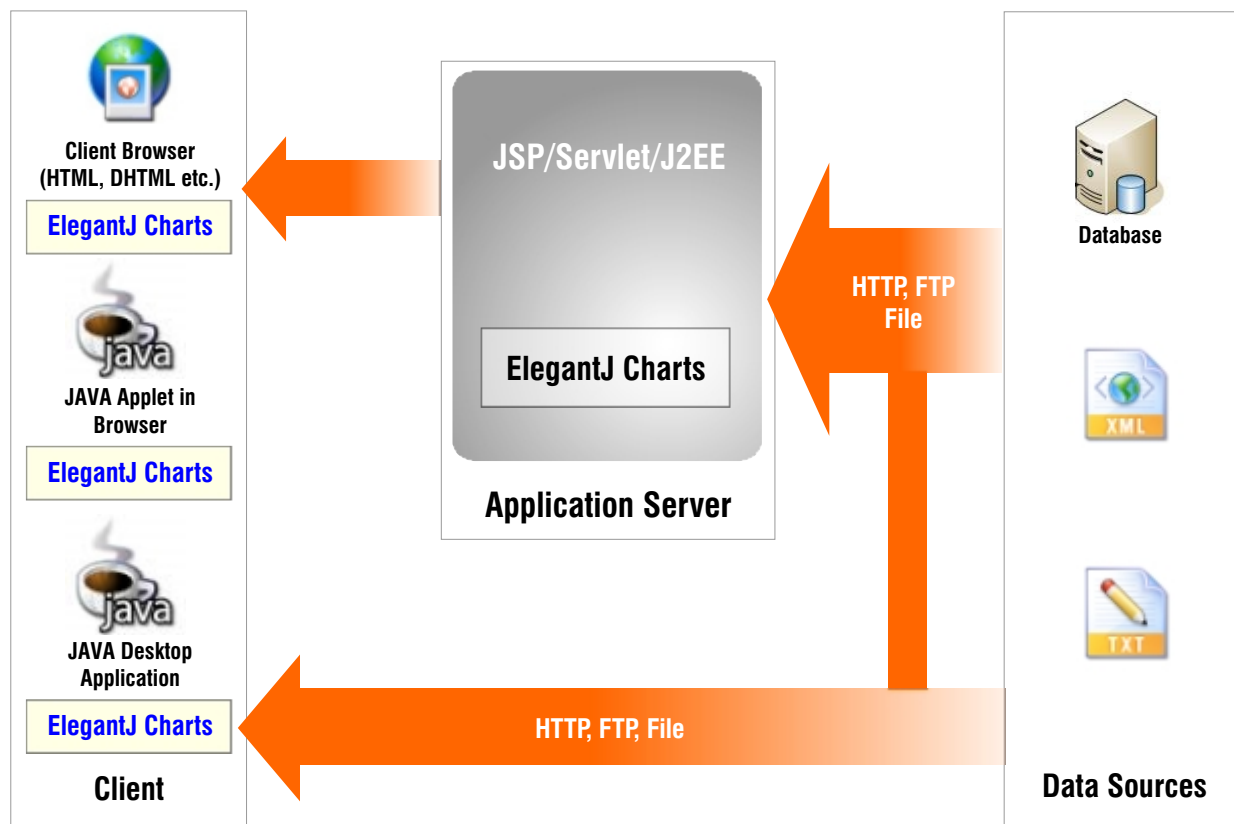 Client Browser
(HTML, DHTML etc.)
ElegantJ Charts
java
JAVA Applet in
Browser
ElegantJ Charts
java
JAVA Desktop
Application
ElegantJ Charts
Client
JSP/Servlet/J2EE
ElegantJ Charts
Application Server
HTTP, FTP
File
HTTP, FTP, File
Database
XML
TXT
Data Sources